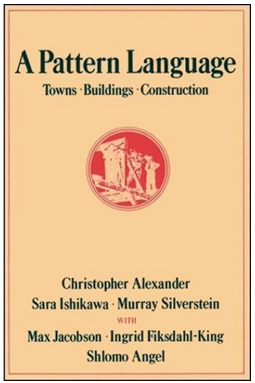 A Pattern Language
Towns · Buildings · Construction
Christopher Alexander
Sara Ishikawa · Murray Silverstein
WITH
Max Jacobson · Ingrid Fiksdahl-King
Shlomo Angel